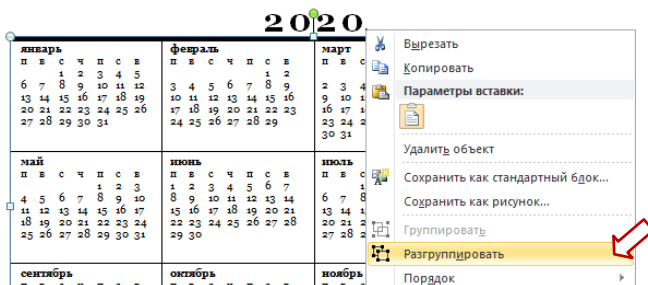 2020
январь
п в с ч п с в
1 2 3 4 5
6 7 8 9 10 11 12
13 14 15 16 17 18 19
20 21 22 23 24 25 26
27 28 29 30 31
февраль
п в с ч п с в
1 2
3 4 5 6 7 8 9
10 11 12 13 14 15 16
17 18 19 20 21 22 23
24 25 26 27 28 29
март
п в с
2 3 4
9 10
16 17
23 24
30 31
май
п в с ч п с в
1 2 3
4 5 6 7 8 9 10
11 12 13 14 15 16 17
18 19 20 21 22 23 24
25 26 27 28 29 30 31
июнь
п в с ч п с в
1 2 3 4 5 6 7
8 9 10 11 12 13 14
15 16 17 18 19 20 21
22 23 24 25 26 27 28
29 30
июль
п в с
6 7 8
13 14
20 21
27 28
сентябрь
октябрь
ноябрь
Вырезать
Копировать
Параметры вставки:
Удалить объект
Сохранить как стандартный блок...
Сохранить как рисунок...
Группировать
Разгруппировать
Порядок